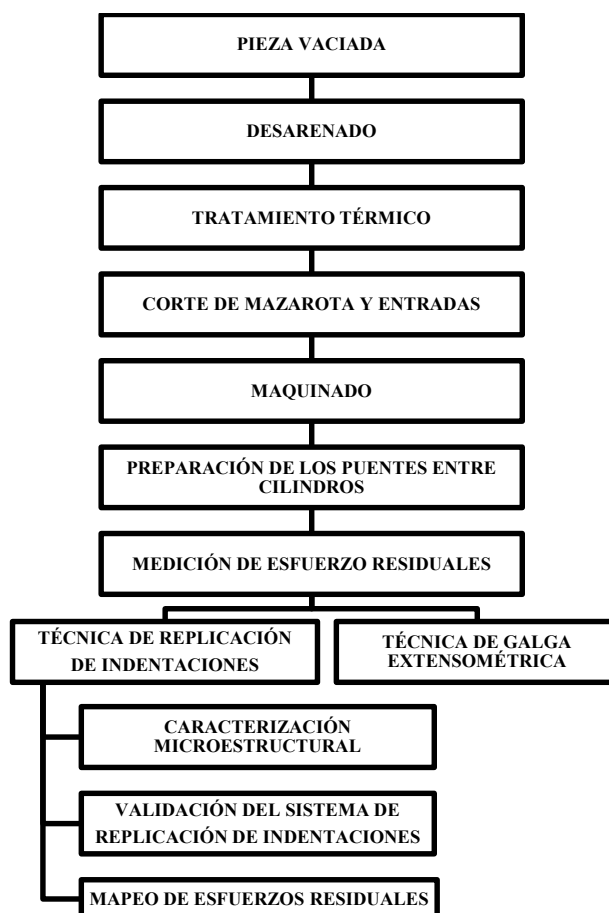 PIEZA VACIADA
DESARENADO
TRATAMIENTO TÉRMICO
CORTE DE MAZAROTA Y ENTRADAS
MAQUINADO
PREPARACIÓN DE LOS PUENTES ENTRE
CILINDROS
MEDICIÓN DE ESFUERZO RESIDUALES
TÉCNICA DE REPLICACIÓN
DE INDENTACIONES
TÉCNICA DE GALGA
EXTENSOMÉTRICA
CARACTERIZACIÓN
MICROESTRUCTURAL
VALIDACIÓN DEL SISTEMA DE
REPLICACIÓN DE INDENTACIONES
MAPEO DE ESFUERZOS RESIDUALES